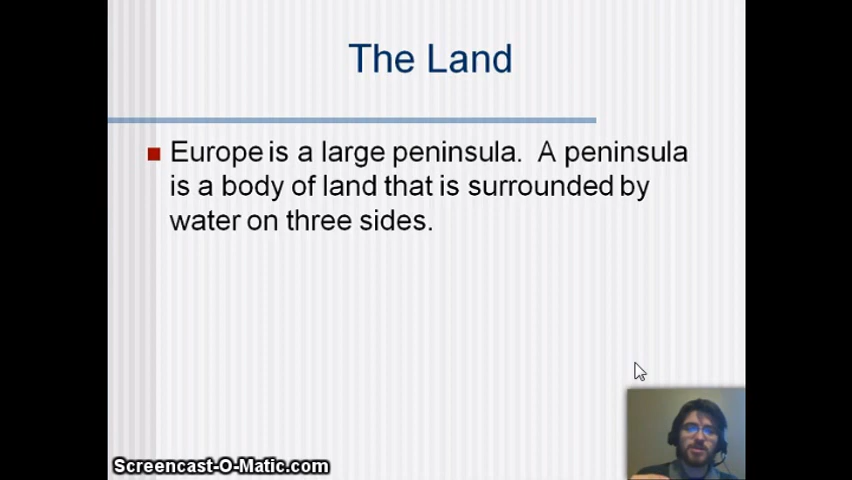 The Land
Europe is a large peninsula. A peninsula
is a body of land that is surrounded by
water on three sides.
Screencast-O-Matic.com